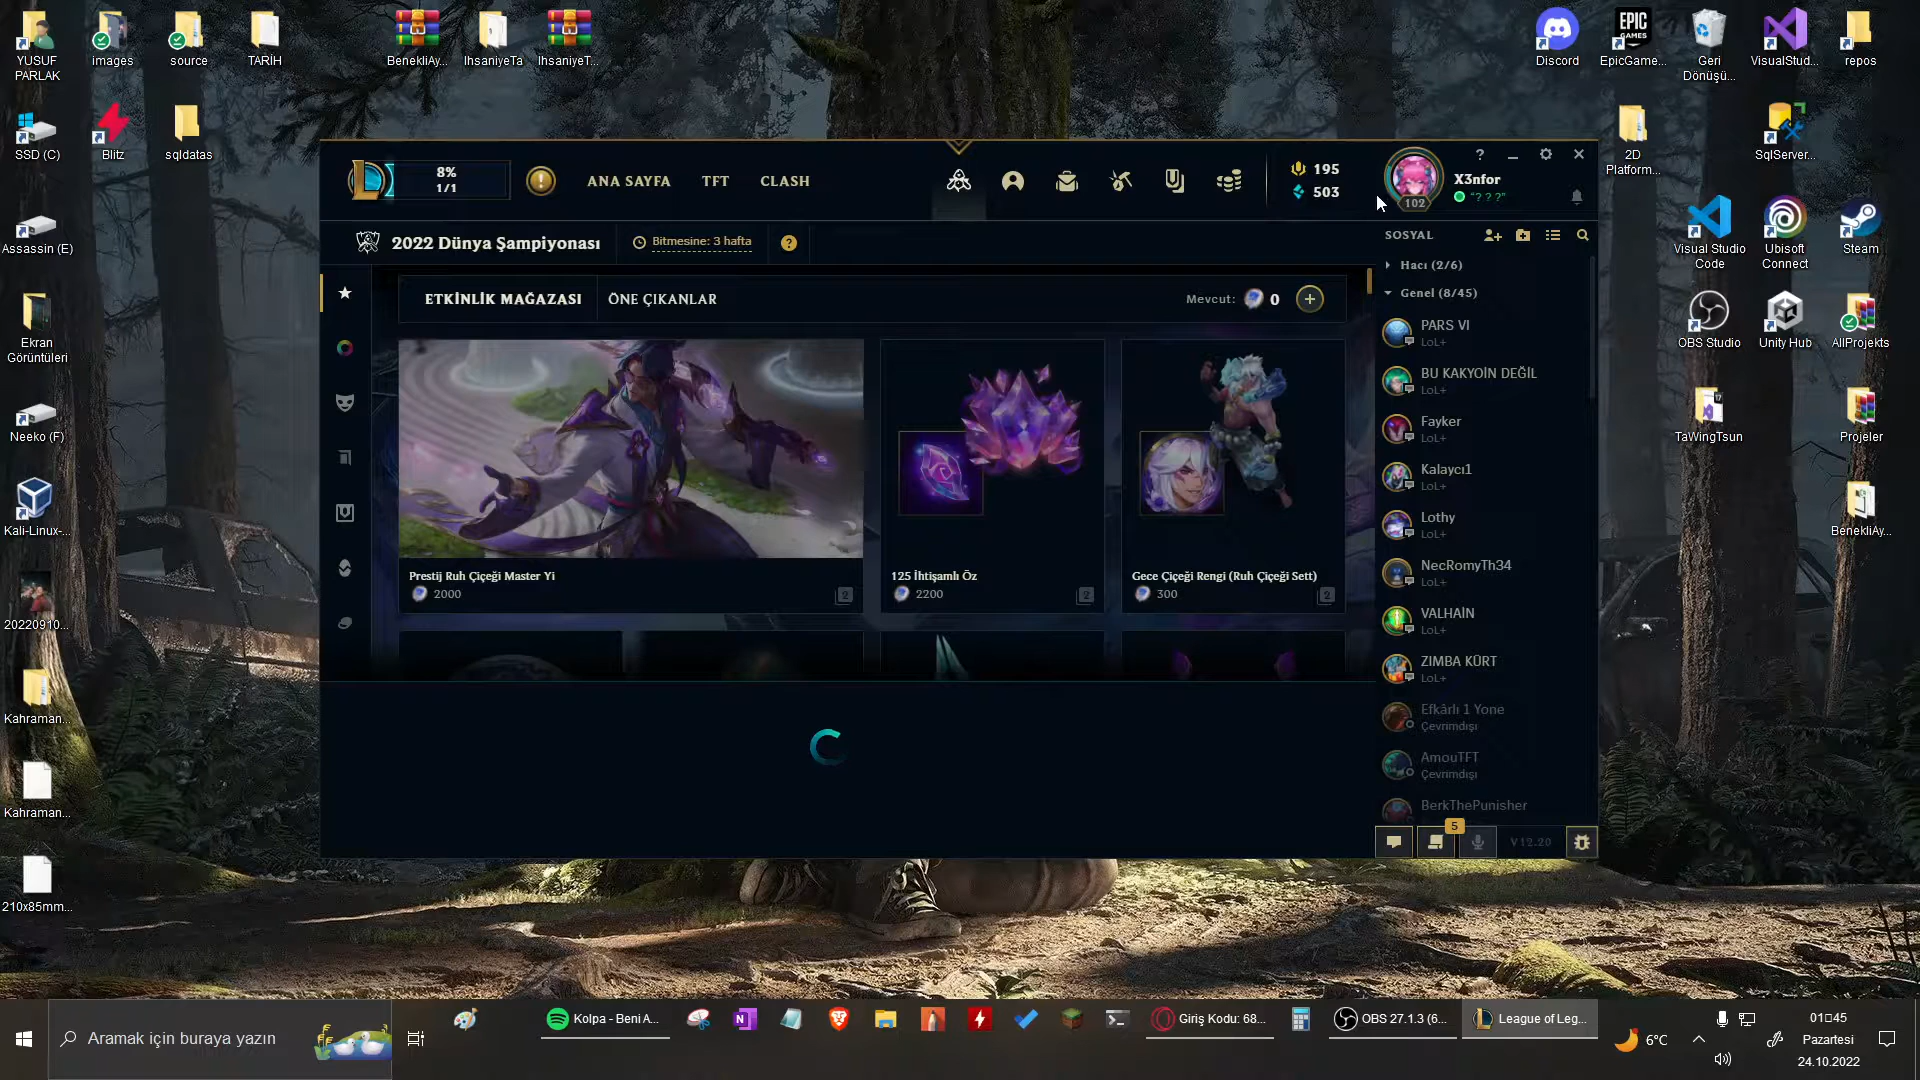 YUSUF
PARLAK
images
source
TARİH
BenekliAy...
IhsaniyeTa
IhsaniyeT...
Discord
EPIC
GAMES
EpicGame...
Geri
Dönüşü...
VisualStud...
repos
SSD (C)
Blitz
sqldatas
2D
Platform...
SqlServer...
Assassin (E)
Visual Studio
Code
Ubisoft
Connect
Steam
Ekran
Görüntüleri
OBS Studio
Unity Hub
AllProjekts
Neeko (F)
TaWingTsun
Projeler
Kali-Linux-...
BenekliAy...
20220910...
Kahraman...
Kahraman...
210x85mm...
8%
1/1
ANA SAYFA
TFT
CLASH
195
503
102
X3nfor
"? ? ?"
2022 Dünya Şampiyonası
Bitmesine: 3 hafta
ETKİNLİK MAĞAZASI
ÖNE ÇIKANLAR
Mevcut: 0
Prestij Ruh Çiçeği Master Yi
2000
2
125 İhtişamlı Öz
2200
2
Gece Çiçeği Rengi (Ruh Çiçeği Sett)
300
2
SOSYAL
Hacı (2/6)
Genel (8/45)
PARS VI
LoL+
BU KAKYOİN DEĞİL
LoL+
Fayker
LoL+
Kalaycı1
LoL+
Lothy
LoL+
NecRomyTh34
LoL+
VALHAİN
LoL+
ZIMBA KÜRT
LoL+
Efkârlı 1 Yone
Çevrimdışı
AmouTFT
Çevrimdışı
BerkThePunisher
5
V12.20
Aramak için buraya yazın
Kolpa - Beni A...
Giriş Kodu: 68...
OBS 27.1.3 (6...
League of Leg...
6°C
01□45
Pazartesi
24.10.2022